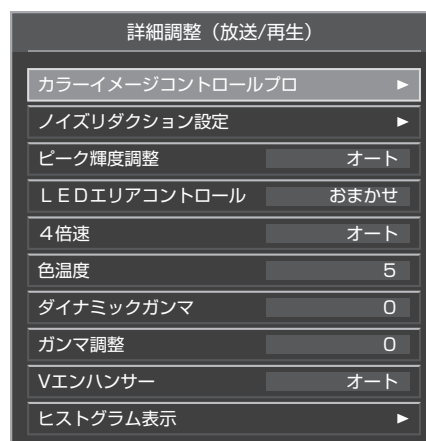 詳細調整（放送/再生）
カラーイメージコントロールプロ ►
ノイズリダクション設定 ►
ピーク輝度調整 オート
ＬＥＤエリアコントロール おまかせ
４倍速 オート
色温度 ５
ダイナミックガンマ ０
ガンマ調整 ０
Vエンハンサー オート
ヒストグラム表示 ►